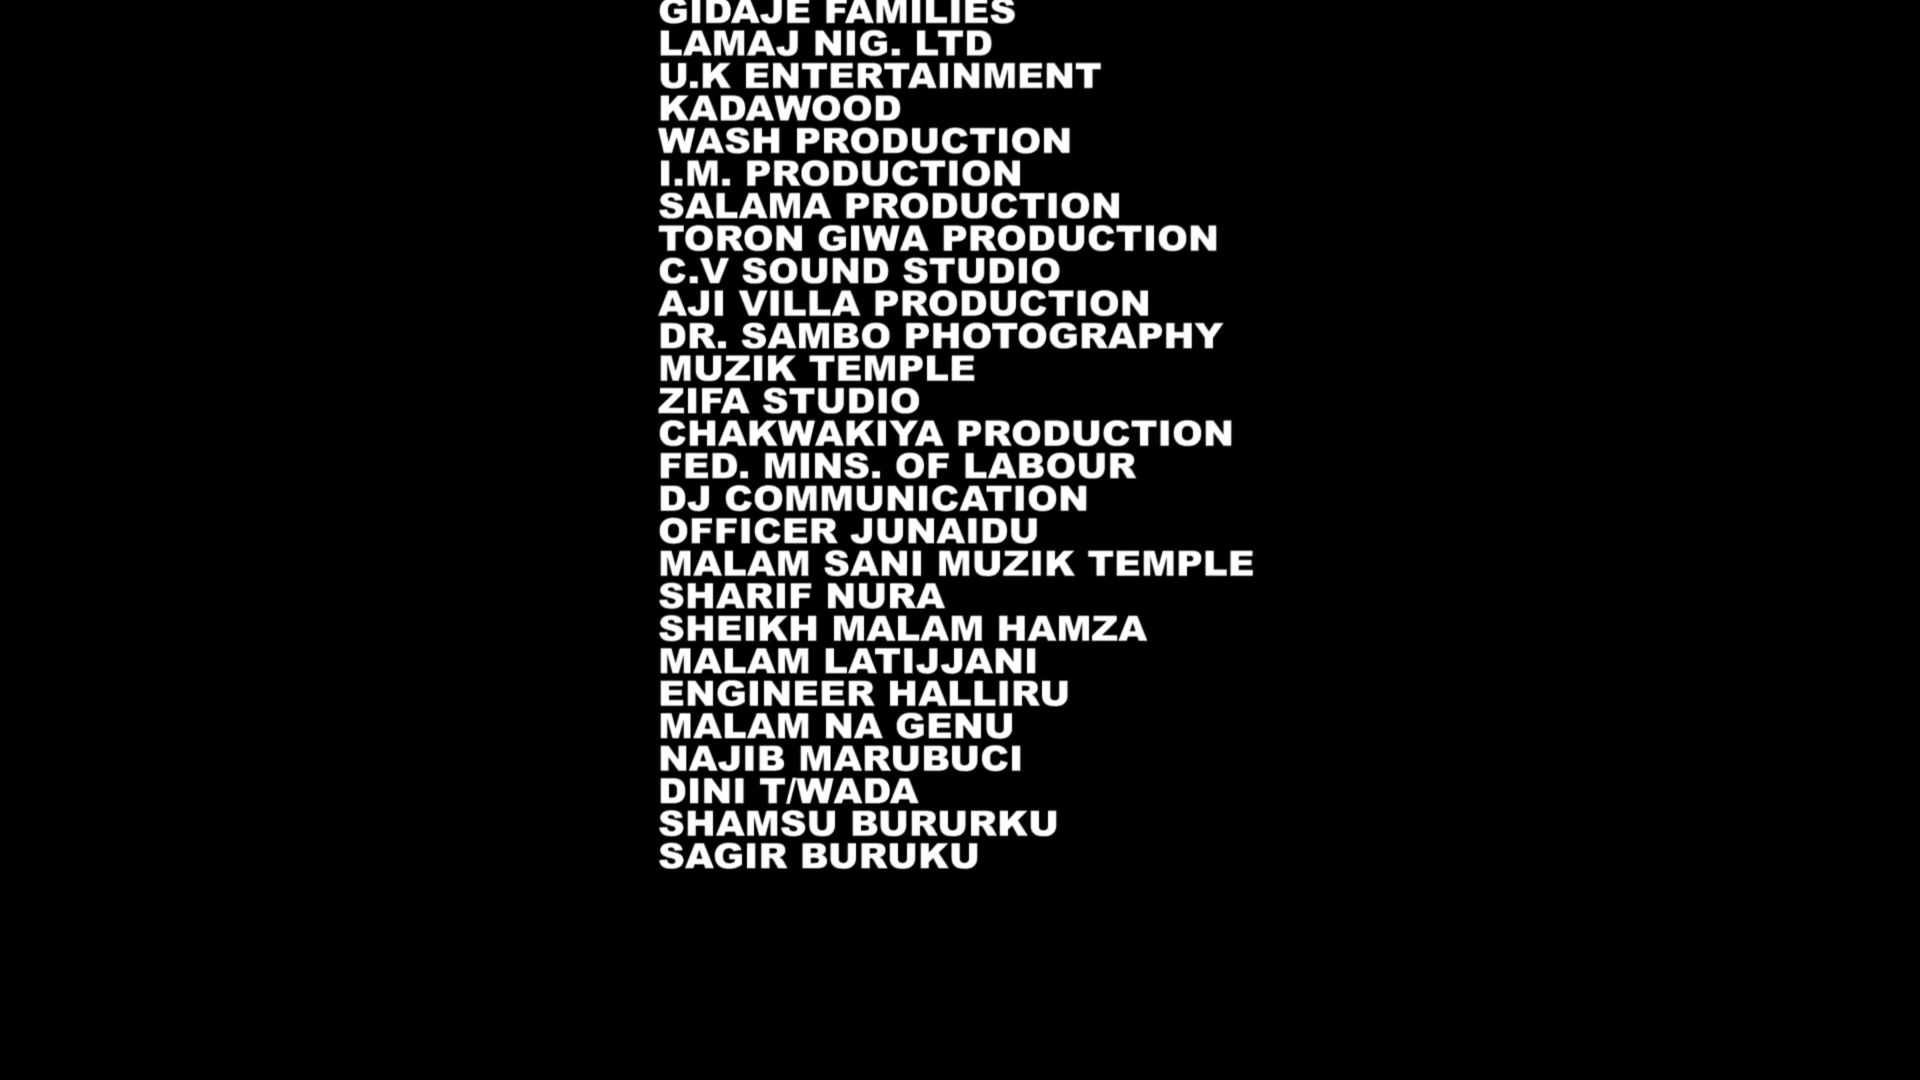 GIDAJE FAMILIES
LAMAJ NIG. LTD
U.K ENTERTAINMENT
KADAWOOD
WASH PRODUCTION
I.M. PRODUCTION
SALAMA PRODUCTION
TORON GIWA PRODUCTION
C.V SOUND STUDIO
AJI VILLA PRODUCTION
DR. SAMBO PHOTOGRAPHY
MUZIK TEMPLE
ZIFA STUDIO
CHAKWAKIYA PRODUCTION
FED. MINS. OF LABOUR
DJ COMMUNICATION
OFFICER JUNAIDU
MALAM SANI MUZIK TEMPLE
SHARIF NURA
SHEIKH MALAM HAMZA
MALAM LATIJJANI
ENGINEER HALLIRU
MALAM NA GENU
NAJIB MARUBUCI
DINI T/WADA
SHAMSU BURURKU
SAGIR BURUKU